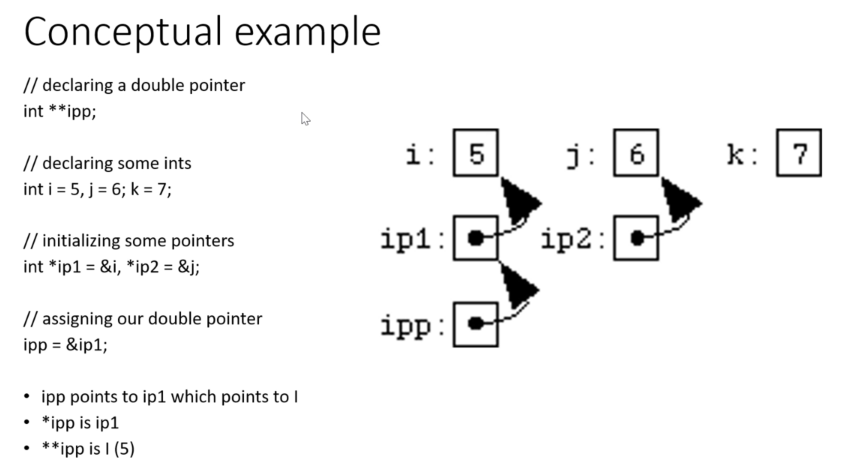 Conceptual example
// declaring a double pointer
int **ipp;
// declaring some ints
int i = 5, j = 6; k = 7;
// initializing some pointers
int *ip1 = &i, *ip2 = &j;
// assigning our double pointer
ipp = &ip1;
• ipp points to ip1 which points to I
• *ipp is ip1
• **ipp is I (5)
i: 5 j: 6 k: 7
ip1: ip2:
ipp: